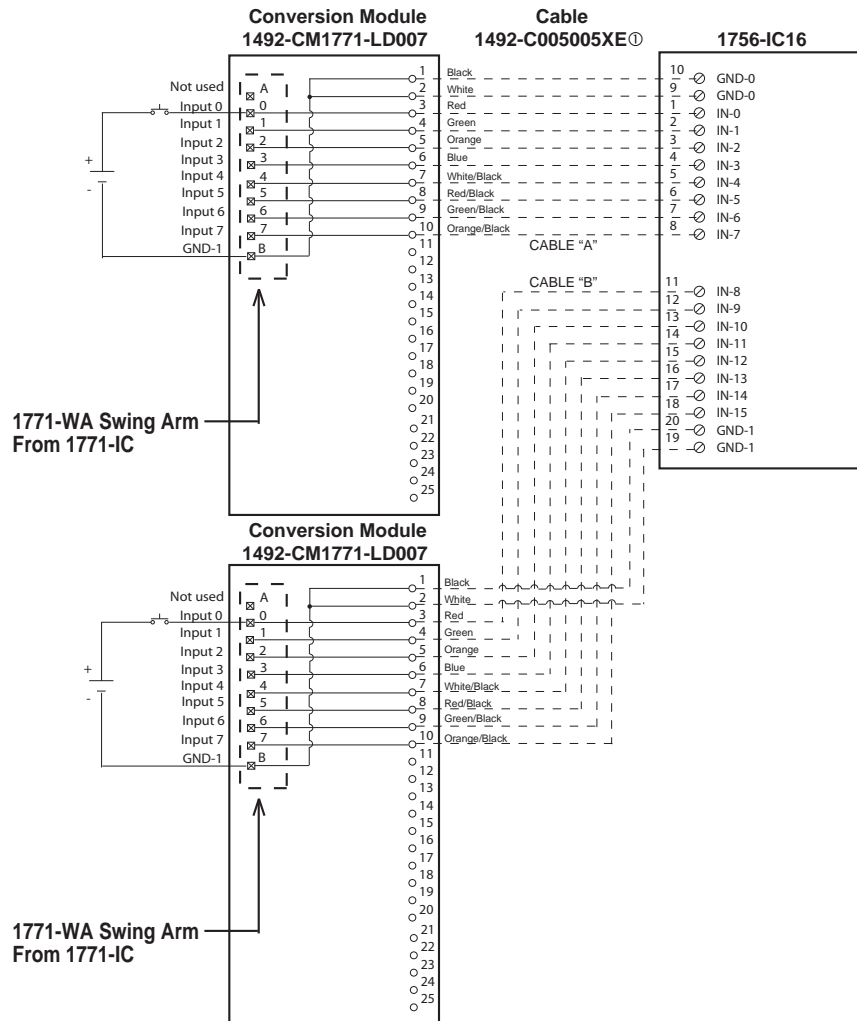 Conversion Module
1492-CM1771-LD007
Cable
1492-C005005XE①
1756-IC16
Not used
Input 0
Input 1
Input 2
Input 3
Input 4
Input 5
Input 6
Input 7
GND-1
+
-
A
0
1
2
3
4
5
6
7
B
1
2
3
4
5
6
7
8
9
10
11
12
13
14
15
16
17
18
19
20
21
22
23
24
25
Black
White
Red
Green
Orange
Blue
White/Black
Red/Black
Green/Black
Orange/Black
CABLE "A"
CABLE "B"
10 GND-0
9 GND-0
1 IN-0
2 IN-1
3 IN-2
4 IN-3
5 IN-4
6 IN-5
7 IN-6
8 IN-7
11 IN-8
12 IN-9
13 IN-10
14 IN-11
15 IN-12
16 IN-13
17 IN-14
18 IN-15
20 GND-1
19 GND-1
1771-WA Swing Arm
From 1771-IC
Conversion Module
1492-CM1771-LD007
Not used
Input 0
Input 1
Input 2
Input 3
Input 4
Input 5
Input 6
Input 7
GND-1
+
-
A
0
1
2
3
4
5
6
7
B
1
2
3
4
5
6
7
8
9
10
11
12
13
14
15
16
17
18
19
20
21
22
23
24
25
Black
White
Red
Green
Orange
Blue
White/Black
Red/Black
Green/Black
Orange/Black
1771-WA Swing Arm
From 1771-IC